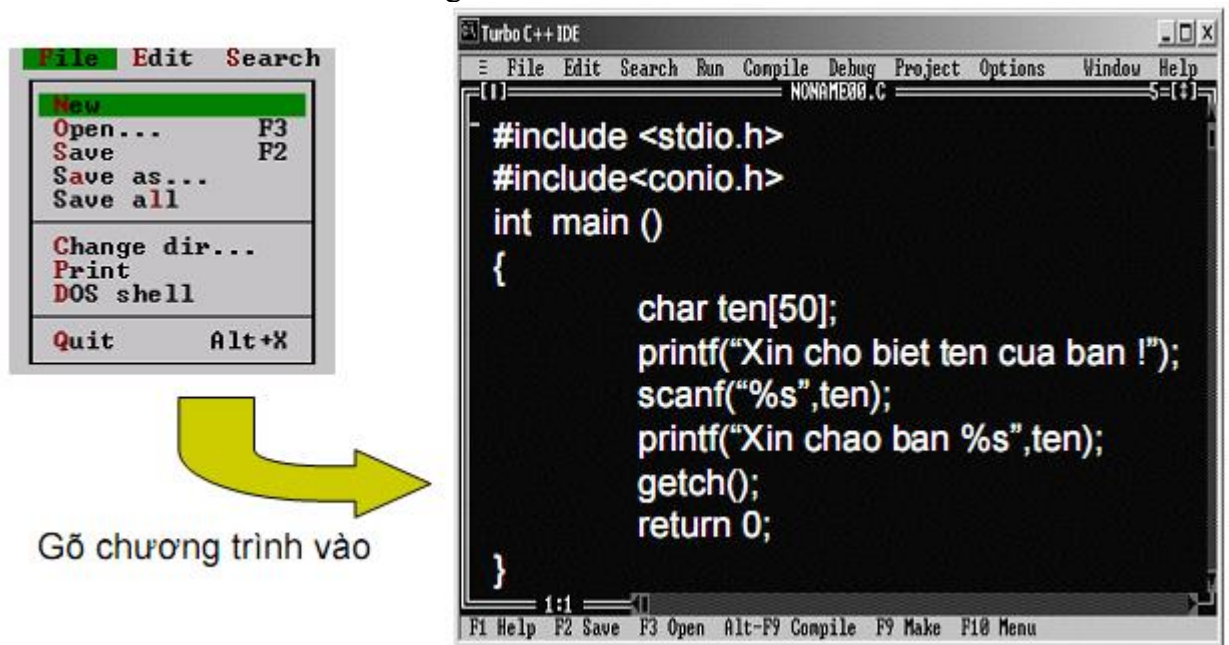 File Edit Search
New
Open... F3
Save F2
Save as...
Save all
Change dir...
Print
DOS shell
Quit Alt+X
Gõ chương trình vào
Turbo C++ IDE
≡ File Edit Search Run Compile Debug Project Options Window Help
NONAME00.C 5=[↕]
#include <stdio.h>
#include<conio.h>
int main ()
{
char ten[50];
printf(“Xin cho biet ten cua ban !”);
scanf(“%s”,ten);
printf(“Xin chao ban %s”,ten);
getch();
return 0;
}
1:1
F1 Help F2 Save F3 Open Alt-F9 Compile F9 Make F10 Menu